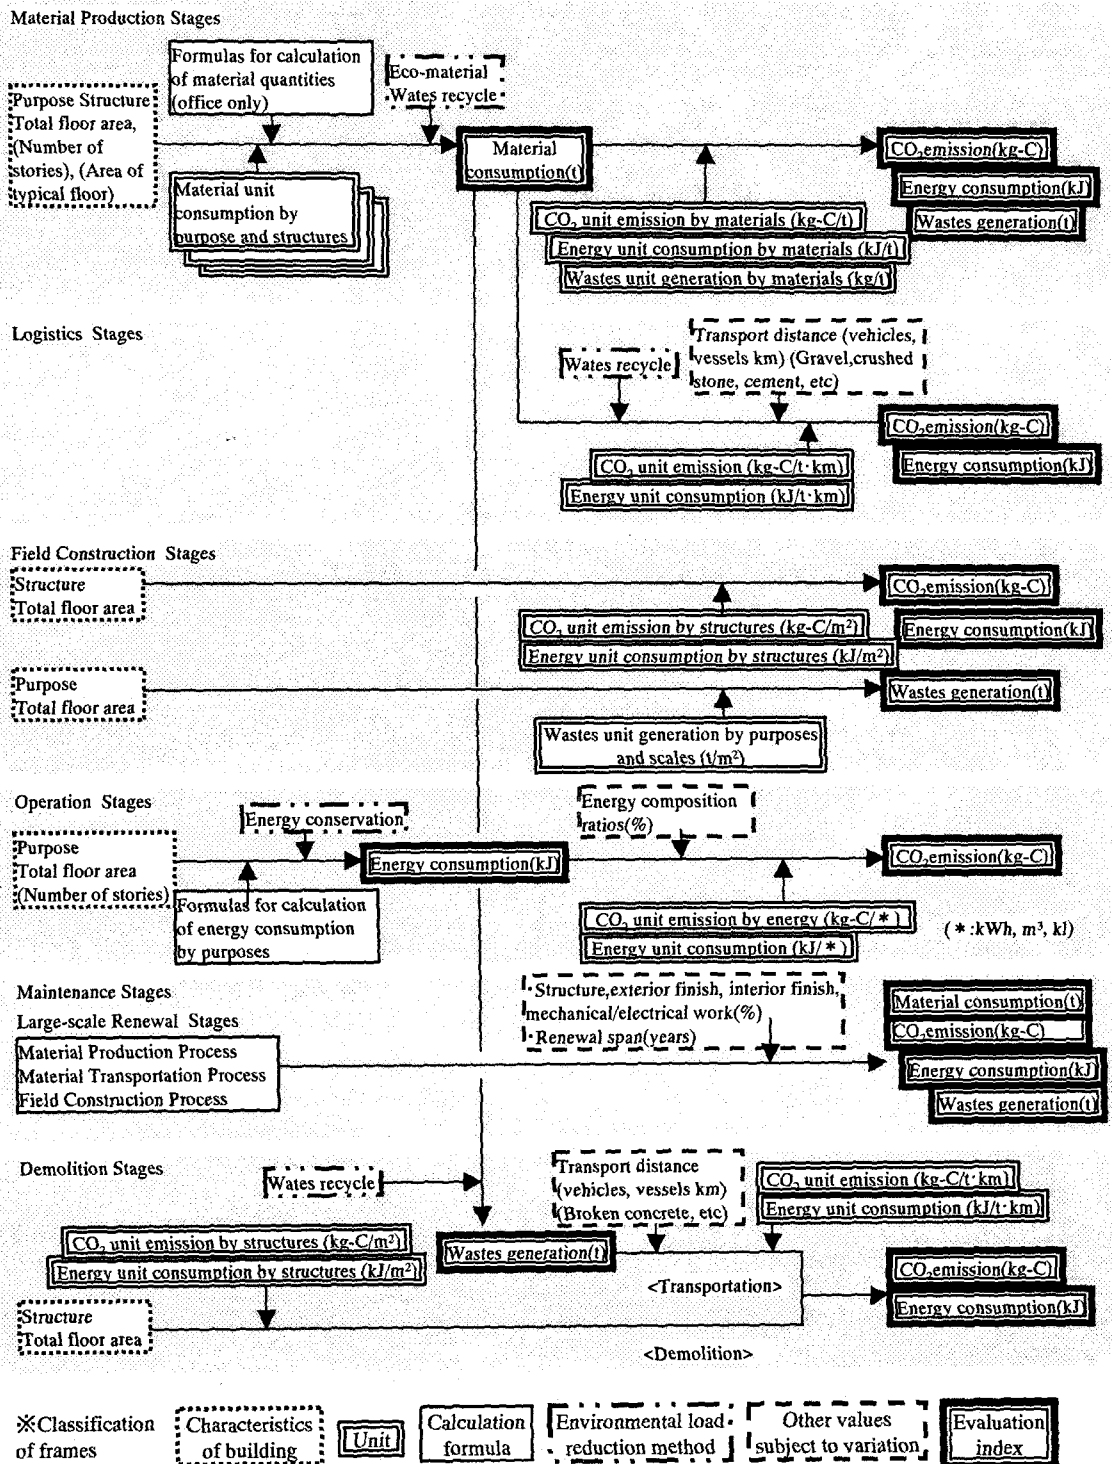 Material Production Stages
Formulas for calculation
of material quantities
(office only)
Eco-material
Wates recycle
Purpose Structure
Total floor area,
(Number of
stories), (Area of
typical floor)
Material unit
consumption by
purpose and structures
Material
consumption(t)
CO₂ emission(kg-C)
Energy consumption(kJ)
Wastes generation(t)
CO₂ unit emission by materials (kg-C/t)
Energy unit consumption by materials (kJ/t)
Wastes unit generation by materials (kg/t)
Logistics Stages
Wates recycle
Transport distance (vehicles,
vessels km) (Gravel,crushed
stone, cement, etc)
CO₂ emission(kg-C)
Energy consumption(kJ)
CO₂ unit emission (kg-C/t·km)
Energy unit consumption (kJ/t·km)
Field Construction Stages
Structure
Total floor area
CO₂ emission(kg-C)
Energy consumption(kJ)
CO₂ unit emission by structures (kg-C/m²)
Energy unit consumption by structures (kJ/m²)
Purpose
Total floor area
Wastes generation(t)
Wastes unit generation by purposes
and scales (t/m²)
Operation Stages
Energy conservation
Energy composition
ratios(%)
Purpose
Total floor area
(Number of stories)
Energy consumption(kJ)
CO₂ emission(kg-C)
Formulas for calculation
of energy consumption
by purposes
CO₂ unit emission by energy (kg-C/*)
Energy unit consumption (kJ/*)
(*:kWh, m³, kl)
Maintenance Stages
Large-scale Renewal Stages
Material Production Process
Material Transportation Process
Field Construction Process
·Structure,exterior finish, interior finish,
mechanical/electrical work(%)
·Renewal span(years)
Material consumption(t)
CO₂ emission(kg-C)
Energy consumption(kJ)
Wastes generation(t)
Demolition Stages
Wates recycle
Transport distance
(vehicles, vessels km)
(Broken concrete, etc)
CO₂ unit emission (kg-C/t·km)
Energy unit consumption (kJ/t·km)
CO₂ unit emission by structures (kg-C/m²)
Energy unit consumption by structures (kJ/m²)
Wastes generation(t)
<Transportation>
CO₂ emission(kg-C)
Energy consumption(kJ)
Structure
Total floor area
<Demolition>
※Classification
of frames
Characteristics
of building
Unit
Calculation
formula
Environmental load
reduction method
Other values
subject to variation
Evaluation
index